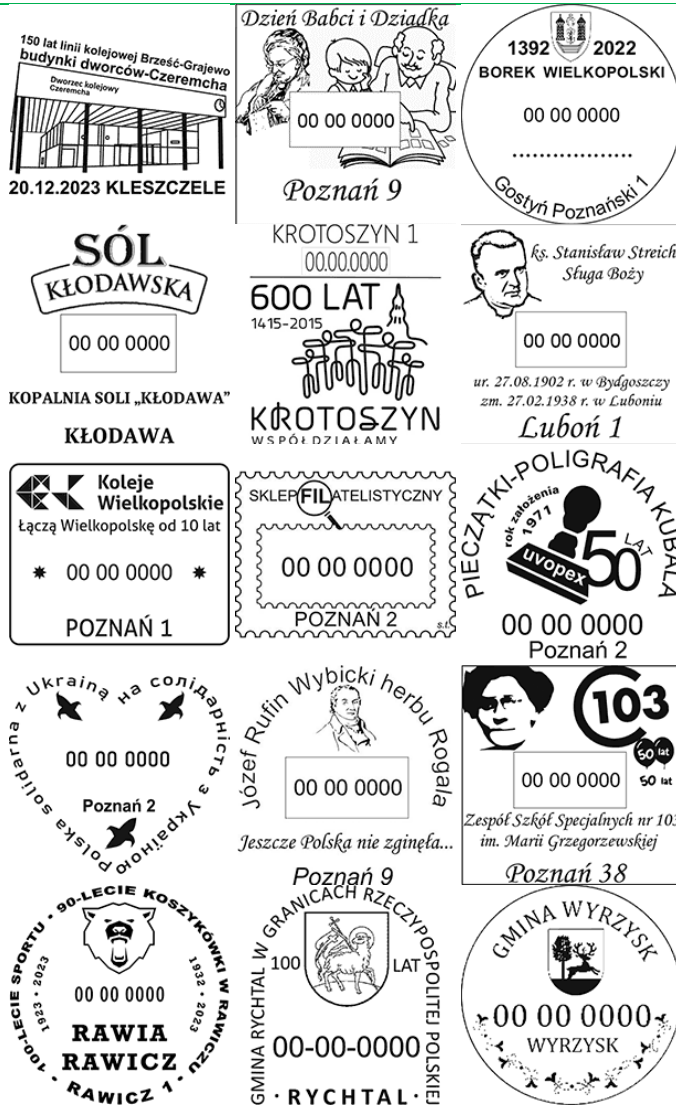 150 lat linii kolejowej Brześć-Grajewo
budynki dworców-Czeremcha
Dworzec kolejowy
Czeremcha
20.12.2023 KLESZCZELE
Dzień Babci i Dziadka
00 00 0000
Poznań 9
1392 2022
BOREK WIELKOPOLSKI
00 00 0000
Gostyń Poznański 1
SÓL
KŁODAWSKA
00 00 0000
KOPALNIA SOLI „KŁODAWA”
KŁODAWA
KROTOSZYN 1
00.00.0000
600 LAT
1415-2015
KROTOSZYN
WSPÓŁDZIAŁAMY
ks. Stanisław Streich
Sługa Boży
00 00 0000
ur. 27.08.1902 r. w Bydgoszczy
zm. 27.02.1938 r. w Luboniu
Luboń 1
Koleje
Wielkopolskie
Łączą Wielkopolskę od 10 lat
00 00 0000
POZNAŃ 1
SKLEP FILATELISTYCZNY
00 00 0000
POZNAŃ 2
s.t.
PIECZĄTKI-POLIGRAFIA KUBALA
rok założenia
1971
uvopex
50 LAT
00 00 0000
Poznań 2
Polska solidarna z Ukrainą на солідарність з Україною
00 00 0000
Poznań 2
Józef Rufin Wybicki herbu Rogala
00 00 0000
Jeszcze Polska nie zginęła...
Poznań 9
103
50 lat
50 lat
00 00 0000
Zespół Szkół Specjalnych nr 103
im. Marii Grzegorzewskiej
Poznań 38
100-LECIE SPORTU • 90-LECIE KOSZYKÓWKI W RAWICZU
1923 • 2023
1932 • 2023
00 00 0000
RAWIA
RAWICZ
• RAWICZ 1 •
GMINA RYCHTAL W GRANICACH RZECZYPOSPOLITEJ POLSKIEJ
100 LAT
00-00-0000
· RYCHTAL ·
GMINA WYRZYSK
00 00 0000
WYRZYSK